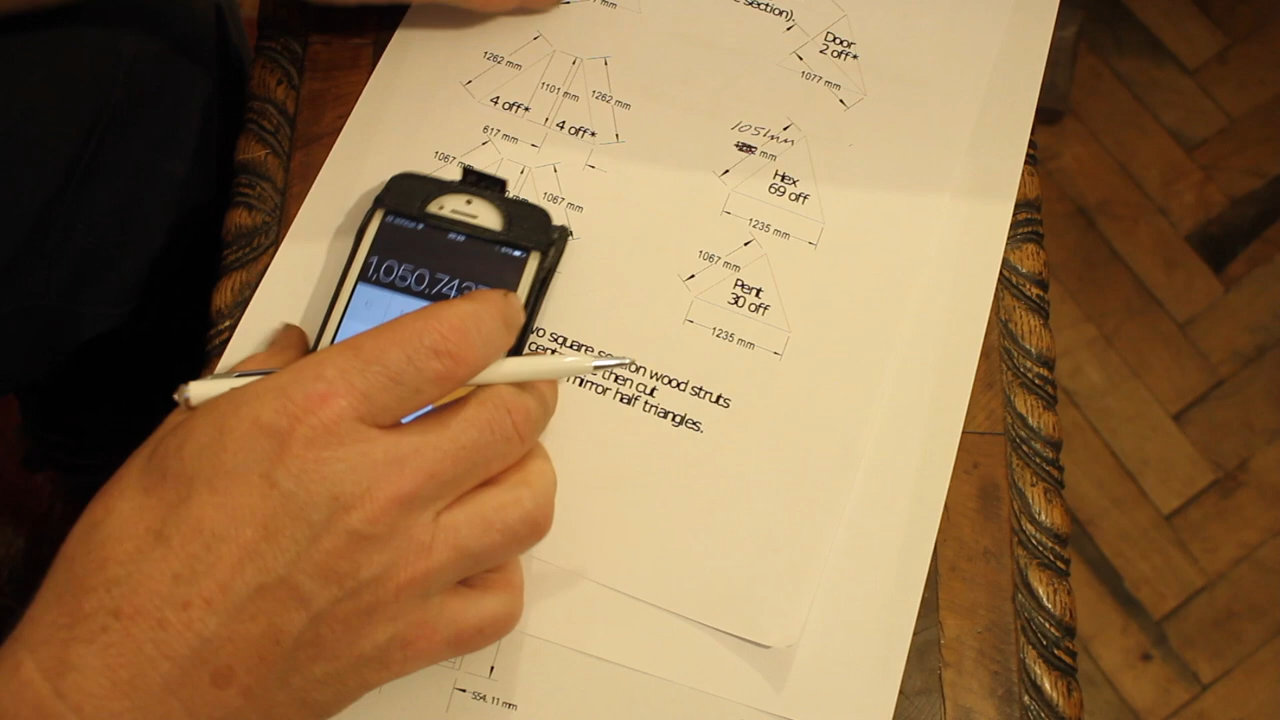 section).
Door
2 off*
1077 mm
1262 mm
1101 mm
1262 mm
4 off*
4 off*
617 mm
1067 mm
1067 mm
1051mm
mm
Hex
69 off
1235 mm
1067 mm
Pent
30 off
1235 mm
1,050.74
square section wood struts
then cut
mirror half triangles.
554.11 mm